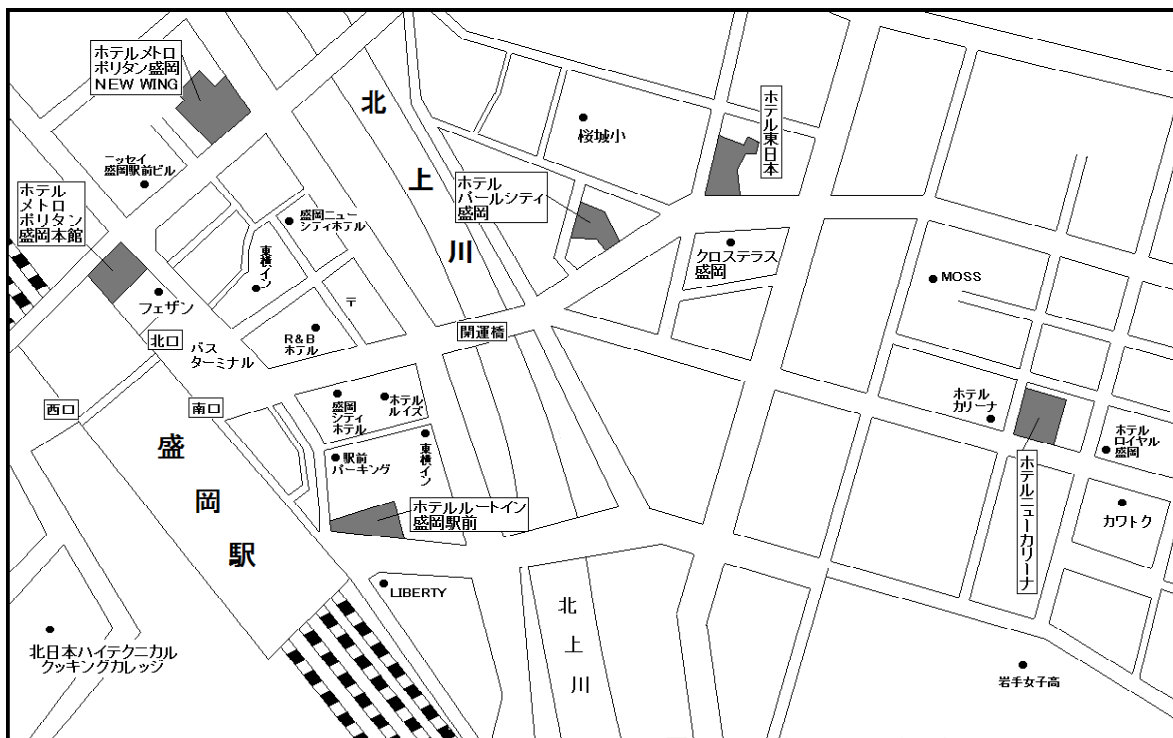 ホテルメトロ
ポリタン盛岡
NEW WING
北
上
川
桜城小
ホテル東日本
ニッセイ
盛岡駅前ビル
ホテル
パールシティ
盛岡
ホテル
メトロ
ポリタン
盛岡本館
盛岡ニュー
シティホテル
東横イン
クロステラス
盛岡
MOSS
フェザン
〒
北口
バス
ターミナル
R&B
ホテル
開運橋
西口
南口
盛岡
シティ
ホテル
ホテル
ルイズ
ホテル
カリーナ
ホテル
ロイヤル
盛岡
盛
岡
駅
駅前
パーキング
東横イン
ホテルニューカリーナ
ホテルルートイン
盛岡駅前
カワトク
LIBERTY
北
上
川
北日本ハイテクニカル
クッキングカレッジ
岩手女子高